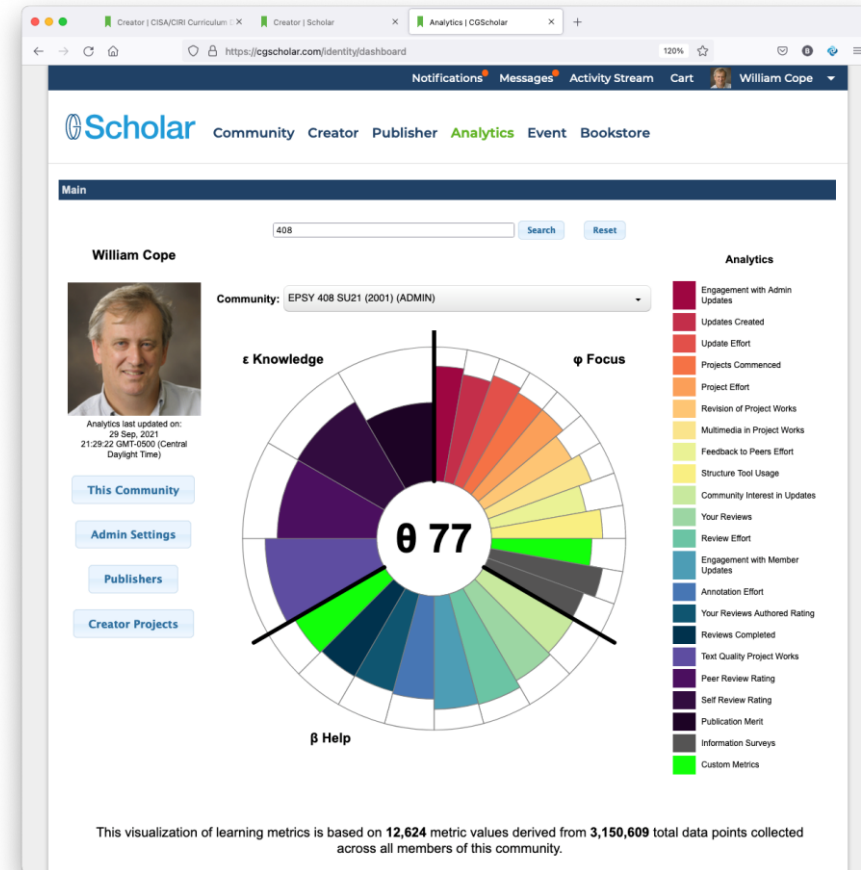 Creator | CISA/CIRI Curriculum D
Creator | Scholar
Analytics | CGScholar
https://cgscholar.com/identity/dashboard
120%
Notifications Messages Activity Stream Cart William Cope
Scholar Community Creator Publisher Analytics Event Bookstore
Main
408 Search Reset
William Cope
Analytics
Community: EPSY 408 SU21 (2001) (ADMIN)
Analytics last updated on:
29 Sep, 2021
21:29:22 GMT-0500 (Central
Daylight Time)
This Community
Admin Settings
Publishers
Creator Projects
ε Knowledge
φ Focus
θ 77
β Help
Engagement with Admin
Updates
Updates Created
Update Effort
Projects Commenced
Project Effort
Revision of Project Works
Multimedia in Project Works
Feedback to Peers Effort
Structure Tool Usage
Community Interest in Updates
Your Reviews
Review Effort
Engagement with Member
Updates
Annotation Effort
Your Reviews Authored Rating
Reviews Completed
Text Quality Project Works
Peer Review Rating
Self Review Rating
Publication Merit
Information Surveys
Custom Metrics
This visualization of learning metrics is based on 12,624 metric values derived from 3,150,609 total data points collected
across all members of this community.